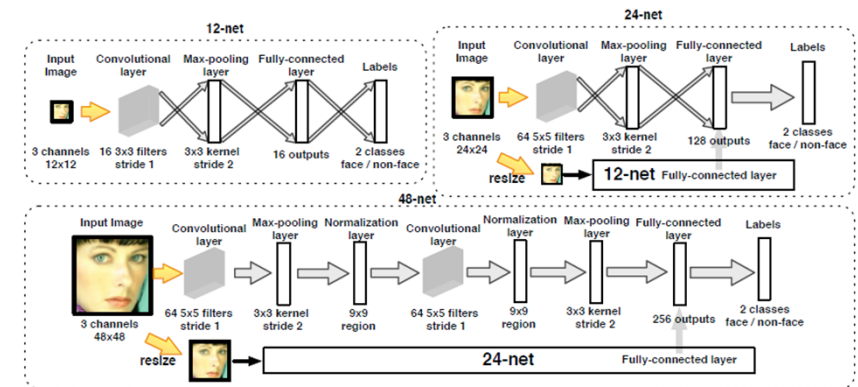 12-net
Input
Image
Convolutional
layer
Max-pooling
layer
Fully-connected
layer
Labels
3 channels
12x12
16 3x3 filters
stride 1
3x3 kernel
stride 2
16 outputs
2 classes
face / non-face
24-net
Input
Image
Convolutional
layer
Max-pooling
layer
Fully-connected
layer
Labels
3 channels
24x24
64 5x5 filters
stride 1
3x3 kernel
stride 2
128 outputs
2 classes
face / non-face
resize
12-net Fully-connected layer
48-net
Input Image
Convolutional
layer
Max-pooling
layer
Normalization
layer
Convolutional
layer
Normalization
layer
Max-pooling
layer
Fully-connected
layer
Labels
3 channels
48x48
64 5x5 filters
stride 1
3x3 kernel
stride 2
9x9
region
64 5x5 filters
stride 1
9x9
region
3x3 kernel
stride 2
256 outputs
2 classes
face / non-face
resize
24-net Fully-connected layer